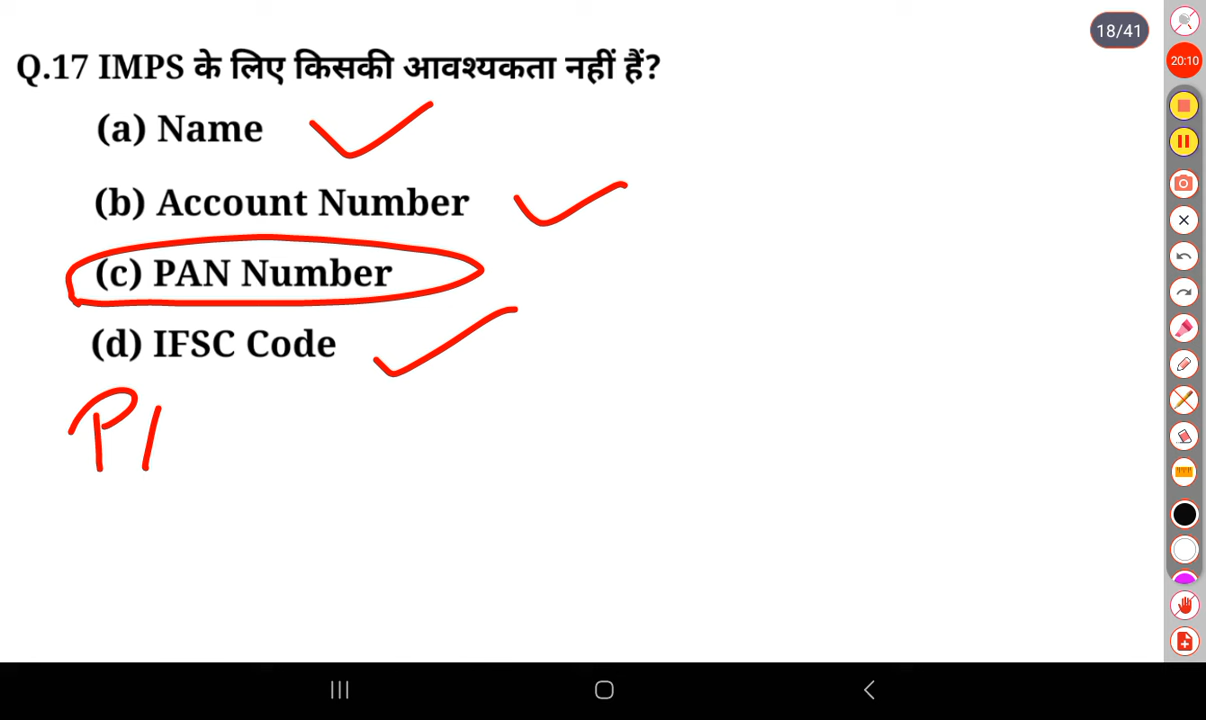 18/41
Q.17 IMPS के लिए किसकी आवश्यकता नहीं हैं?
20:10
(a) Name
(b) Account Number
(c) PAN Number
(d) IFSC Code
P